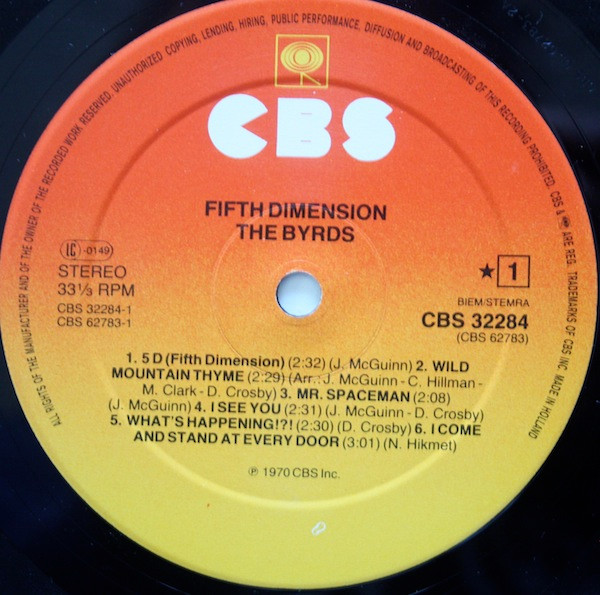 ALL RIGHTS OF THE MANUFACTURER AND OF THE OWNER OF THE RECORDED WORK RESERVED. UNAUTHORIZED COPYING, LENDING, HIRING, PUBLIC PERFORMANCE, DIFFUSION AND BROADCASTING OF THIS RECORDING PROHIBITED. CBS & ARE REG. TRADEMARKS OF CBS INC. MADE IN HOLLAND
CBS
FIFTH DIMENSION
THE BYRDS
IC -0149
STEREO
33⅓ RPM
CBS 32284-1
CBS 62783-1
★ 1
BIEM/STEMRA
CBS 32284
(CBS 62783)
1. 5 D (Fifth Dimension) (2:32) (J. McGuinn) 2. WILD
MOUNTAIN THYME (2:29) (Arr.: J. McGuinn - C. Hillman -
M. Clark - D. Crosby) 3. MR. SPACEMAN (2:08)
(J. McGuinn) 4. I SEE YOU (2:31) (J. McGuinn - D. Crosby)
5. WHAT'S HAPPENING!?! (2:30) (D. Crosby) 6. I COME
AND STAND AT EVERY DOOR (3:01) (N. Hikmet)
℗ 1970 CBS Inc.